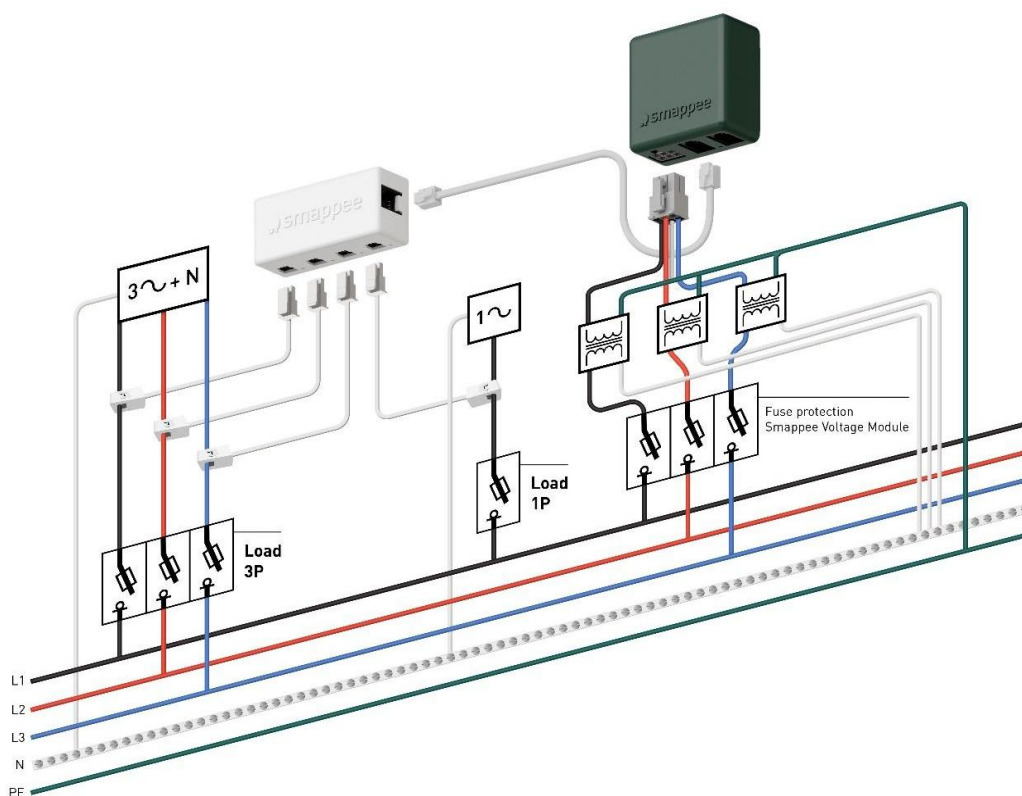 smappee
smappee
3 + N
1
Fuse protection
Smappee Voltage Module
Load
1P
Load
3P
L1
L2
L3
N
PE